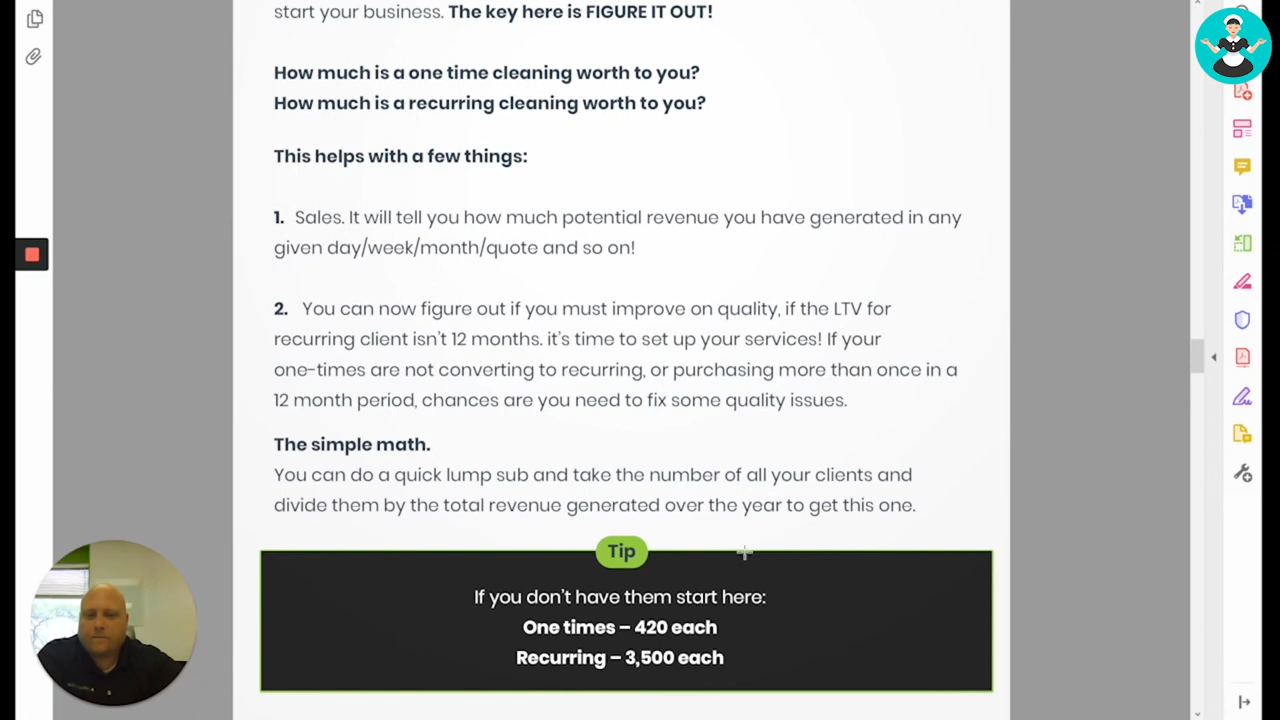 start your business. The key here is FIGURE IT OUT!
How much is a one time cleaning worth to you?
How much is a recurring cleaning worth to you?
This helps with a few things:
1. Sales. It will tell you how much potential revenue you have generated in any
given day/week/month/quote and so on!
2. You can now figure out if you must improve on quality, if the LTV for
recurring client isn't 12 months. it's time to set up your services! If your
one-times are not converting to recurring, or purchasing more than once in a
12 month period, chances are you need to fix some quality issues.
The simple math.
You can do a quick lump sub and take the number of all your clients and
divide them by the total revenue generated over the year to get this one.
Tip
If you don't have them start here:
One times – 420 each
Recurring – 3,500 each